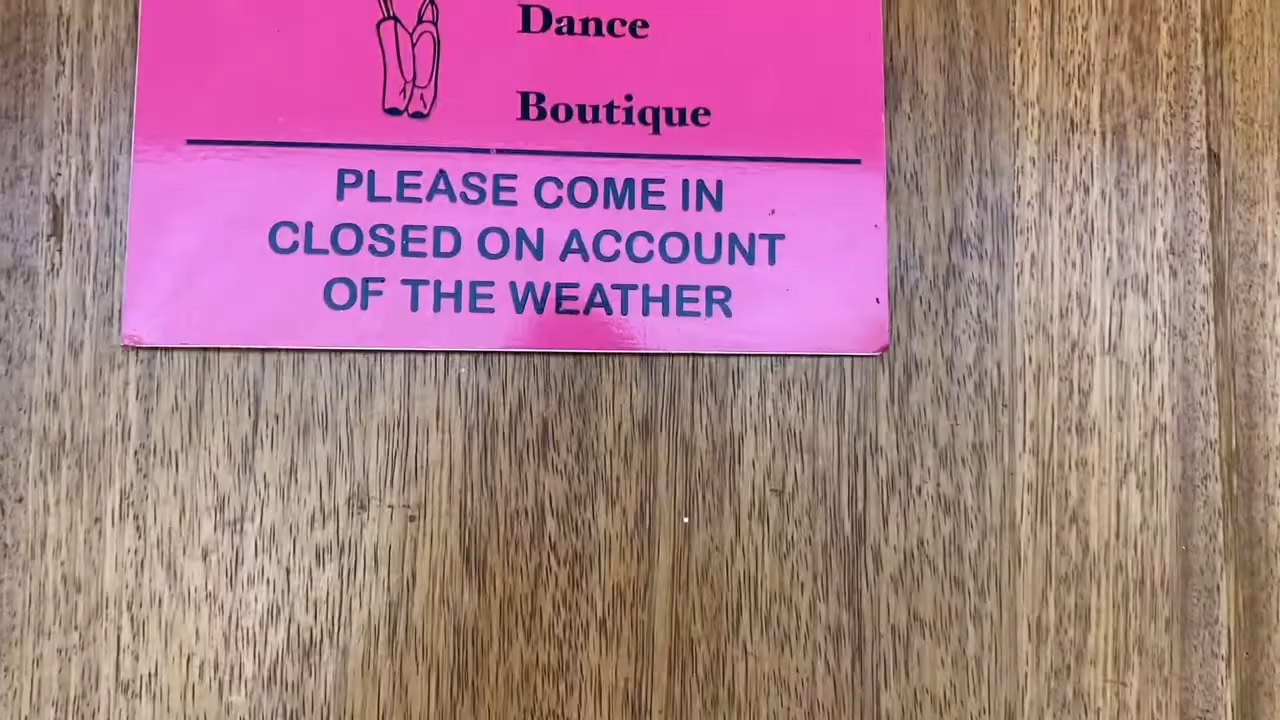 Dance
Boutique
PLEASE COME IN
CLOSED ON ACCOUNT
OF THE WEATHER